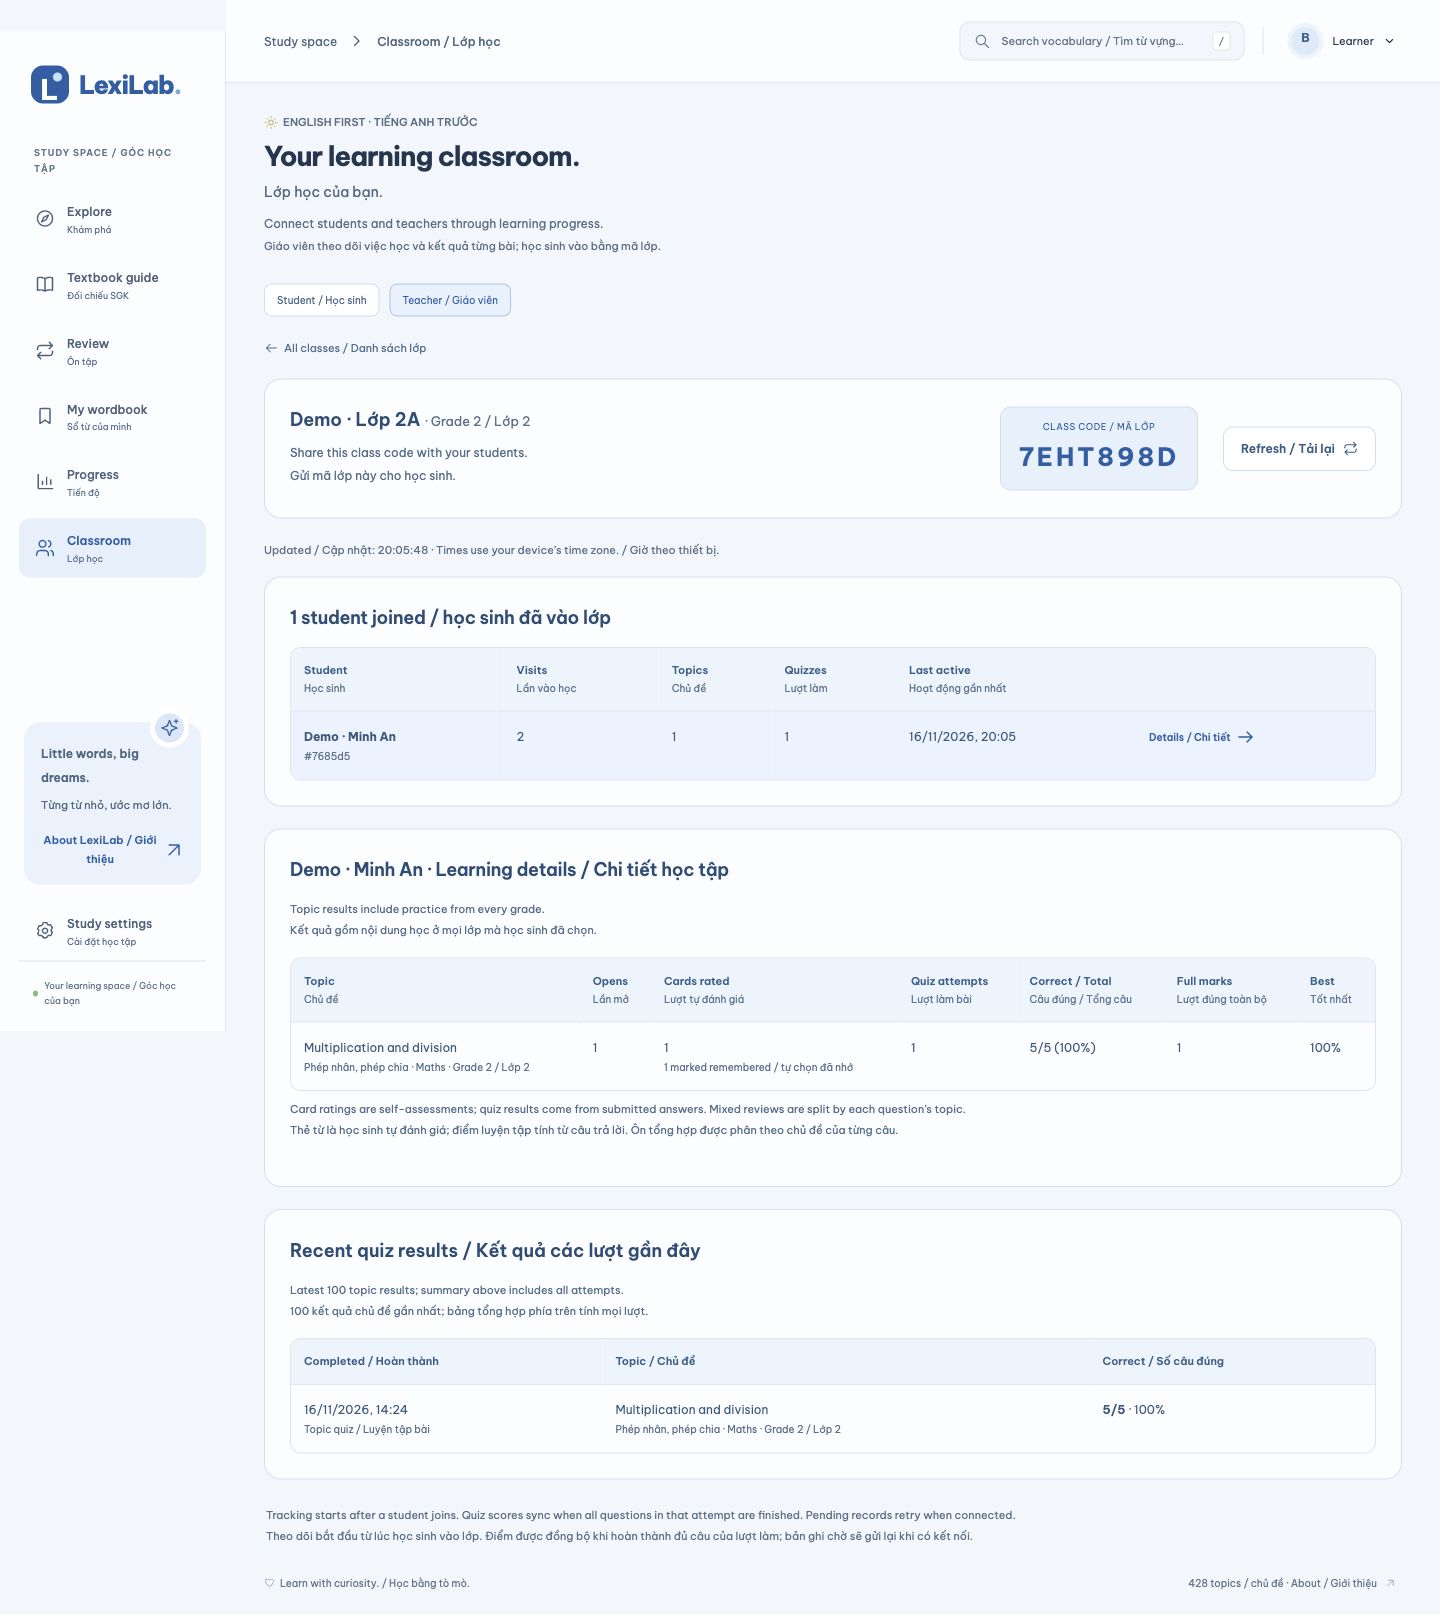 LexiLab.
STUDY SPACE / GÓC HỌC
TẬP
Explore
Khám phá
Textbook guide
Đối chiếu SGK
Review
Ôn tập
My wordbook
Sổ từ của mình
Progress
Tiến độ
Classroom
Lớp học
Little words, big
dreams.
Từng từ nhỏ, ước mơ lớn.
About LexiLab / Giới
thiệu
Study settings
Cài đặt học tập
Your learning space / Góc học
của bạn
Study space
Classroom / Lớp học
Search vocabulary / Tìm từ vựng...
/
B
Learner
ENGLISH FIRST · TIẾNG ANH TRƯỚC
Your learning classroom.
Lớp học của bạn.
Connect students and teachers through learning progress.
Giáo viên theo dõi việc học và kết quả từng bài; học sinh vào bằng mã lớp.
Student / Học sinh
Teacher / Giáo viên
All classes / Danh sách lớp
Demo · Lớp 2A · Grade 2 / Lớp 2
Share this class code with your students.
Gửi mã lớp này cho học sinh.
CLASS CODE / MÃ LỚP
7EHT898D
Refresh / Tải lại
Updated / Cập nhật: 20:05:48 · Times use your device's time zone. / Giờ theo thiết bị.
1 student joined / học sinh đã vào lớp
Student Visits Topics Quizzes Last active
Học sinh Lần vào học Chủ đề Lượt làm Hoạt động gần nhất
Demo · Minh An 2 1 1 16/11/2026, 20:05 Details / Chi tiết
#7685d5
Demo · Minh An · Learning details / Chi tiết học tập
Topic results include practice from every grade.
Kết quả gồm nội dung học ở mọi lớp mà học sinh đã chọn.
Topic Opens Cards rated Quiz attempts Correct / Total Full marks Best
Chủ đề Lần mở Lượt tự đánh giá Lượt làm bài Câu đúng / Tổng câu Lượt đúng toàn bộ Tốt nhất
Multiplication and division 1 1 1 5/5 (100%) 1 100%
Phép nhân, phép chia · Maths · Grade 2 / Lớp 2 1 marked remembered / tự chọn đã nhớ
Card ratings are self-assessments; quiz results come from submitted answers. Mixed reviews are split by each question's topic.
Thẻ từ là học sinh tự đánh giá; điểm luyện tập tính từ câu trả lời. Ôn tổng hợp được phân theo chủ đề của từng câu.
Recent quiz results / Kết quả các lượt gần đây
Latest 100 topic results; summary above includes all attempts.
100 kết quả chủ đề gần nhất; bảng tổng hợp phía trên tính mọi lượt.
Completed / Hoàn thành Topic / Chủ đề Correct / Số câu đúng
16/11/2026, 14:24 Multiplication and division 5/5 · 100%
Topic quiz / Luyện tập bài Phép nhân, phép chia · Maths · Grade 2 / Lớp 2
Tracking starts after a student joins. Quiz scores sync when all questions in that attempt are finished. Pending records retry when connected.
Theo dõi bắt đầu từ lúc học sinh vào lớp. Điểm được đồng bộ khi hoàn thành đủ câu của lượt làm; bản ghi chờ sẽ gửi lại khi có kết nối.
Learn with curiosity. / Học bằng tò mò.
428 topics / chủ đề · About / Giới thiệu